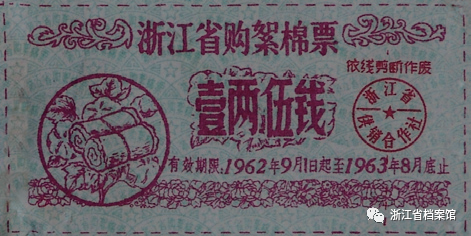 浙江省购絮棉票
依线剪断作废
壹两伍钱
浙江省
供销合作社
有效期限:1962年9月1日起至1963年8月底止
浙江省档案馆